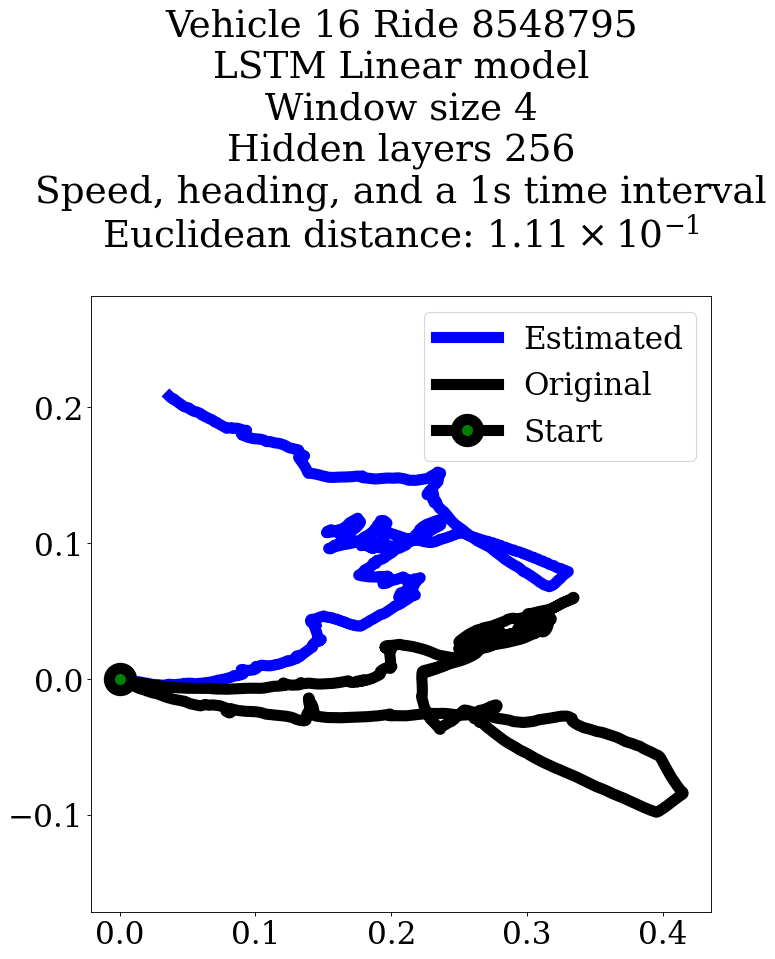 Vehicle 16 Ride 8548795
LSTM Linear model
Window size 4
Hidden layers 256
Speed, heading, and a 1s time interval
Euclidean distance: 1.11 × 10⁻¹
Estimated
Original
Start
0.2
0.1
0.0
−0.1
0.0 0.1 0.2 0.3 0.4